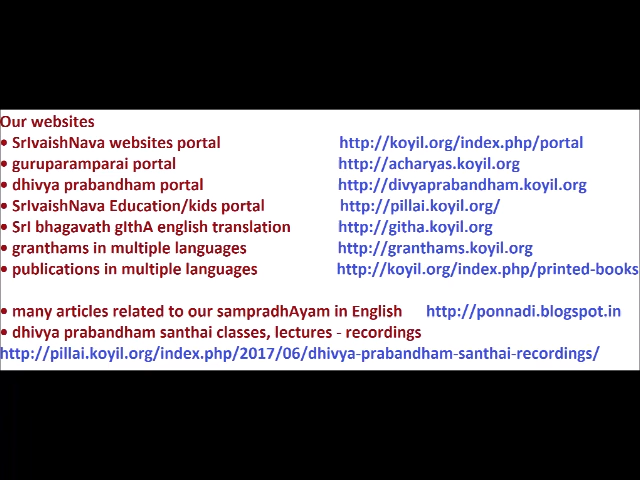 Our websites
• SrIvaishNava websites portal http://koyil.org/index.php/portal
• guruparamparai portal http://acharyas.koyil.org
• dhivya prabandham portal http://divyaprabandham.koyil.org
• SrIvaishNava Education/kids portal http://pillai.koyil.org/
• SrI bhagavath gIthA english translation http://githa.koyil.org
• granthams in multiple languages http://granthams.koyil.org
• publications in multiple languages http://koyil.org/index.php/printed-books
• many articles related to our sampradhAyam in English http://ponnadi.blogspot.in
• dhivya prabandham santhai classes, lectures - recordings
http://pillai.koyil.org/index.php/2017/06/dhivya-prabandham-santhai-recordings/